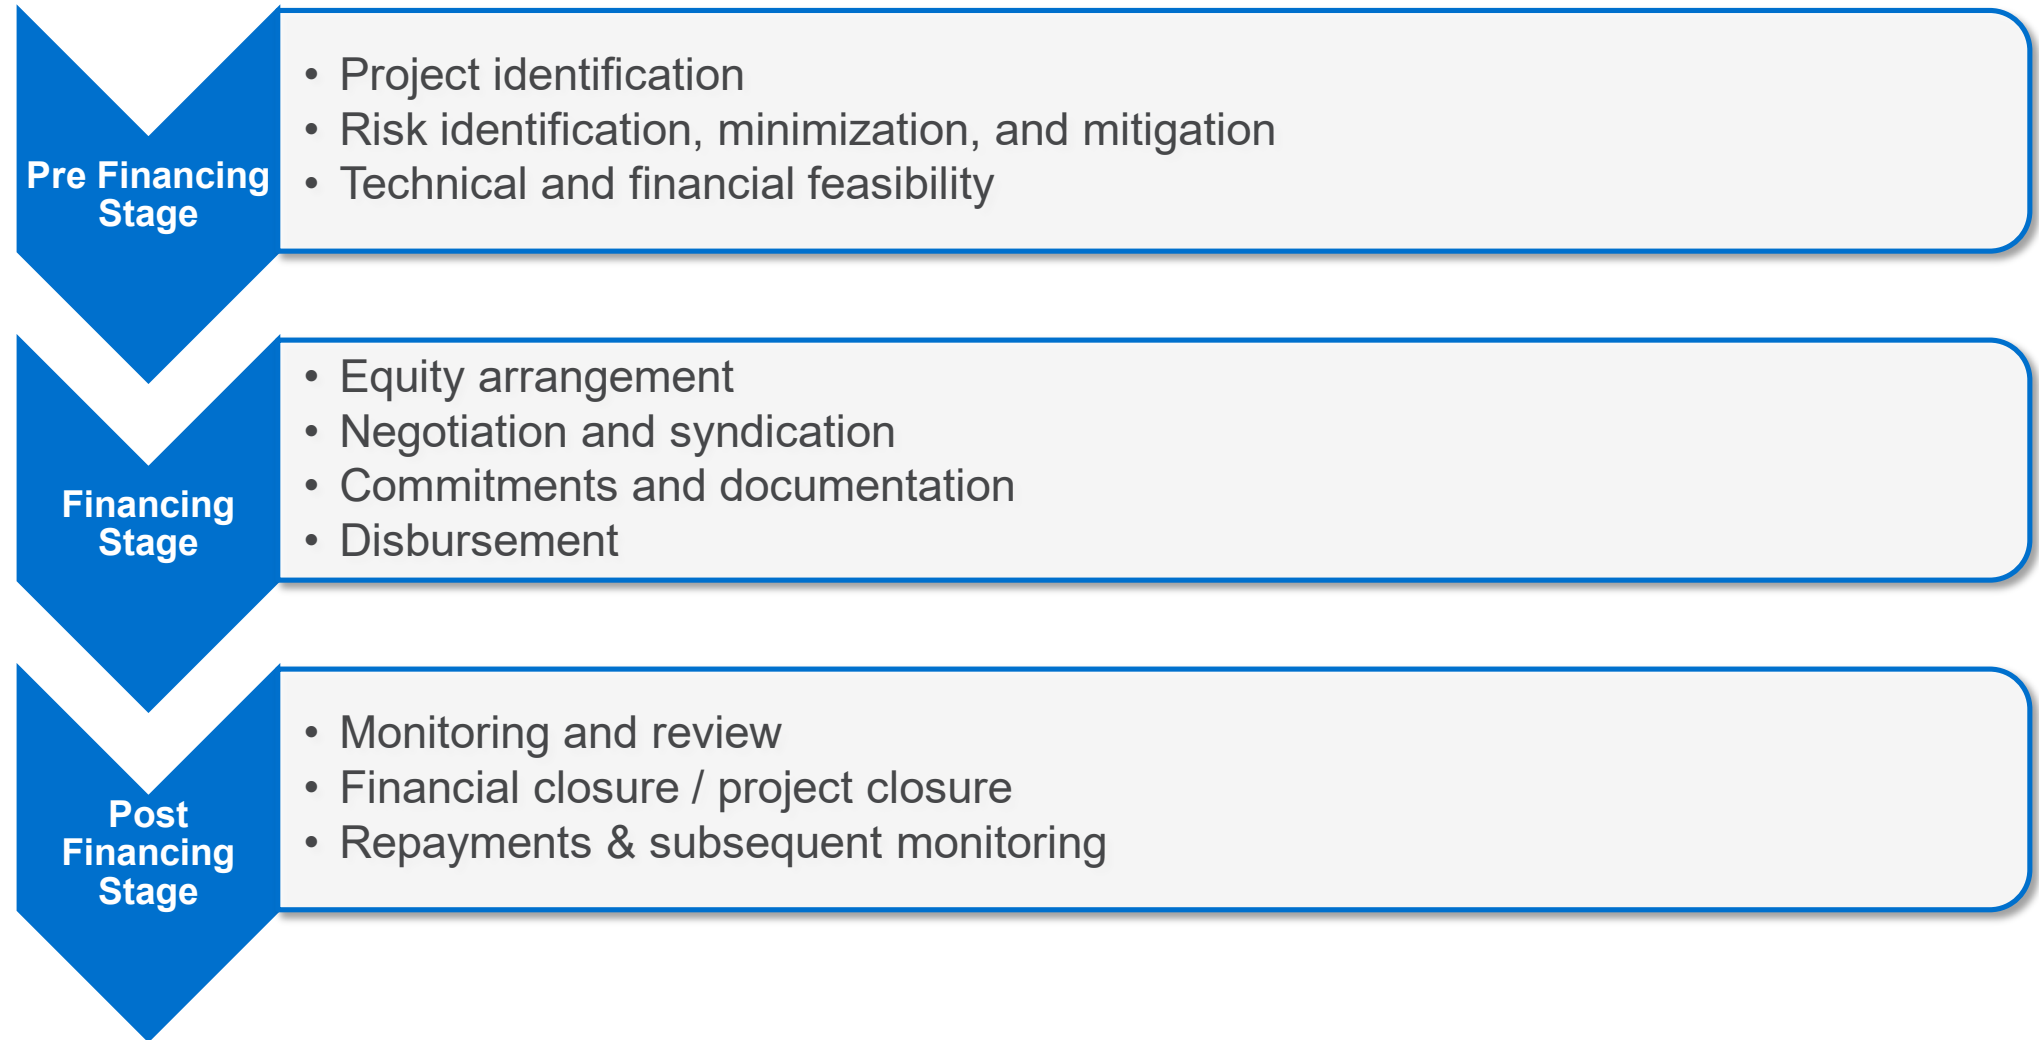 Pre Financing
Stage
• Project identification
• Risk identification, minimization, and mitigation
• Technical and financial feasibility
Financing
Stage
• Equity arrangement
• Negotiation and syndication
• Commitments and documentation
• Disbursement
Post
Financing
Stage
• Monitoring and review
• Financial closure / project closure
• Repayments & subsequent monitoring